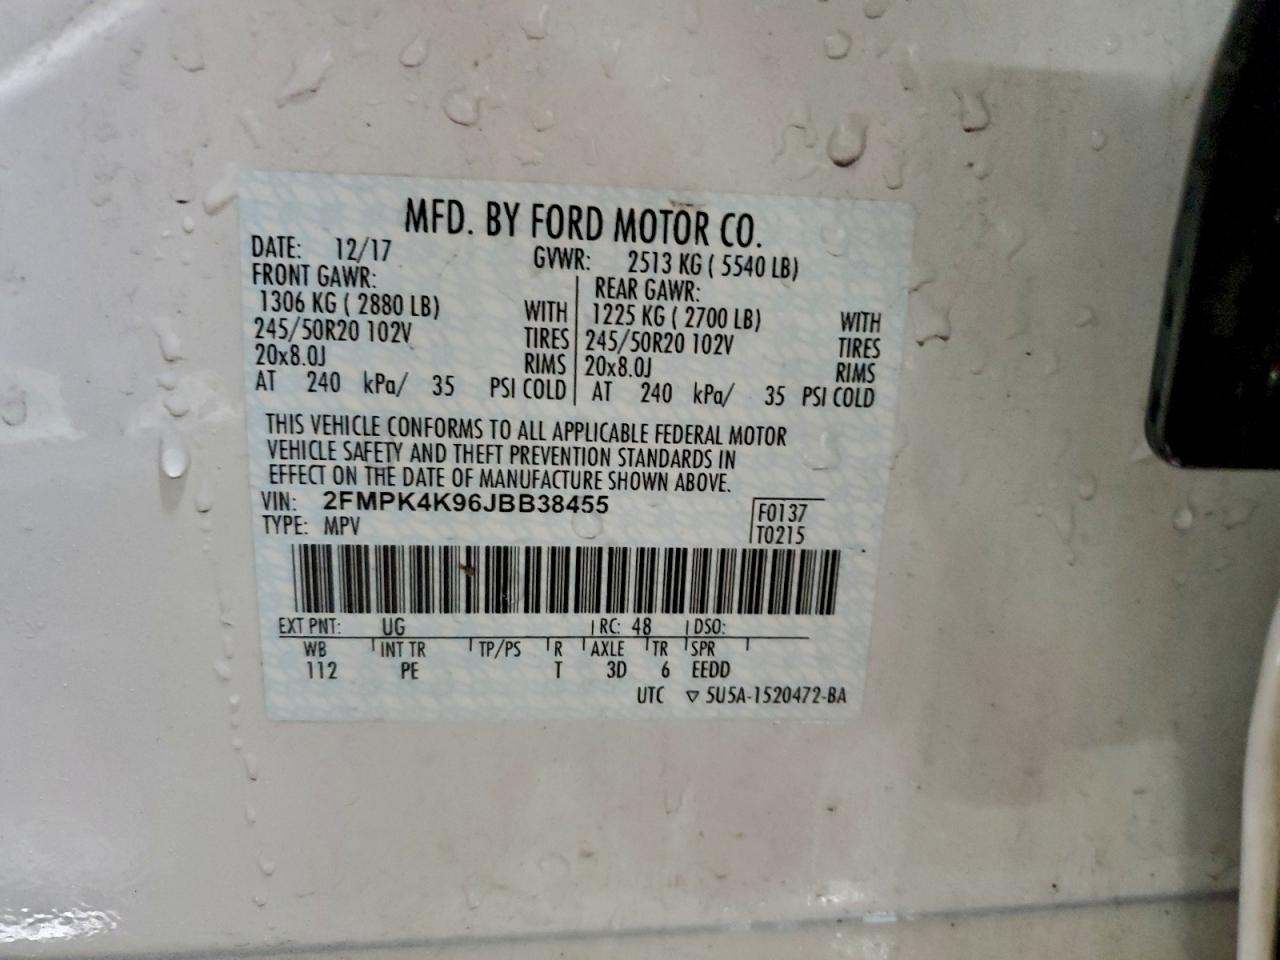 MFD. BY FORD MOTOR CO.
DATE: 12/17 GVWR: 2513 KG ( 5540 LB)
FRONT GAWR: REAR GAWR:
1306 KG ( 2880 LB) WITH 1225 KG ( 2700 LB) WITH
245/50R20 102V TIRES 245/50R20 102V TIRES
20x8.0J RIMS 20x8.0J RIMS
AT 240 kPa/ 35 PSI COLD AT 240 kPa/ 35 PSI COLD
THIS VEHICLE CONFORMS TO ALL APPLICABLE FEDERAL MOTOR
VEHICLE SAFETY AND THEFT PREVENTION STANDARDS IN
EFFECT ON THE DATE OF MANUFACTURE SHOWN ABOVE.
VIN: 2FMPK4K96JBB38455 F0137
TYPE: MPV T0215
EXT PNT: UG RC: 48 DSO:
WB INT TR TP/PS R AXLE TR SPR
112 PE T 3D 6 EEDD
UTC ▽ 5U5A-1520472-BA